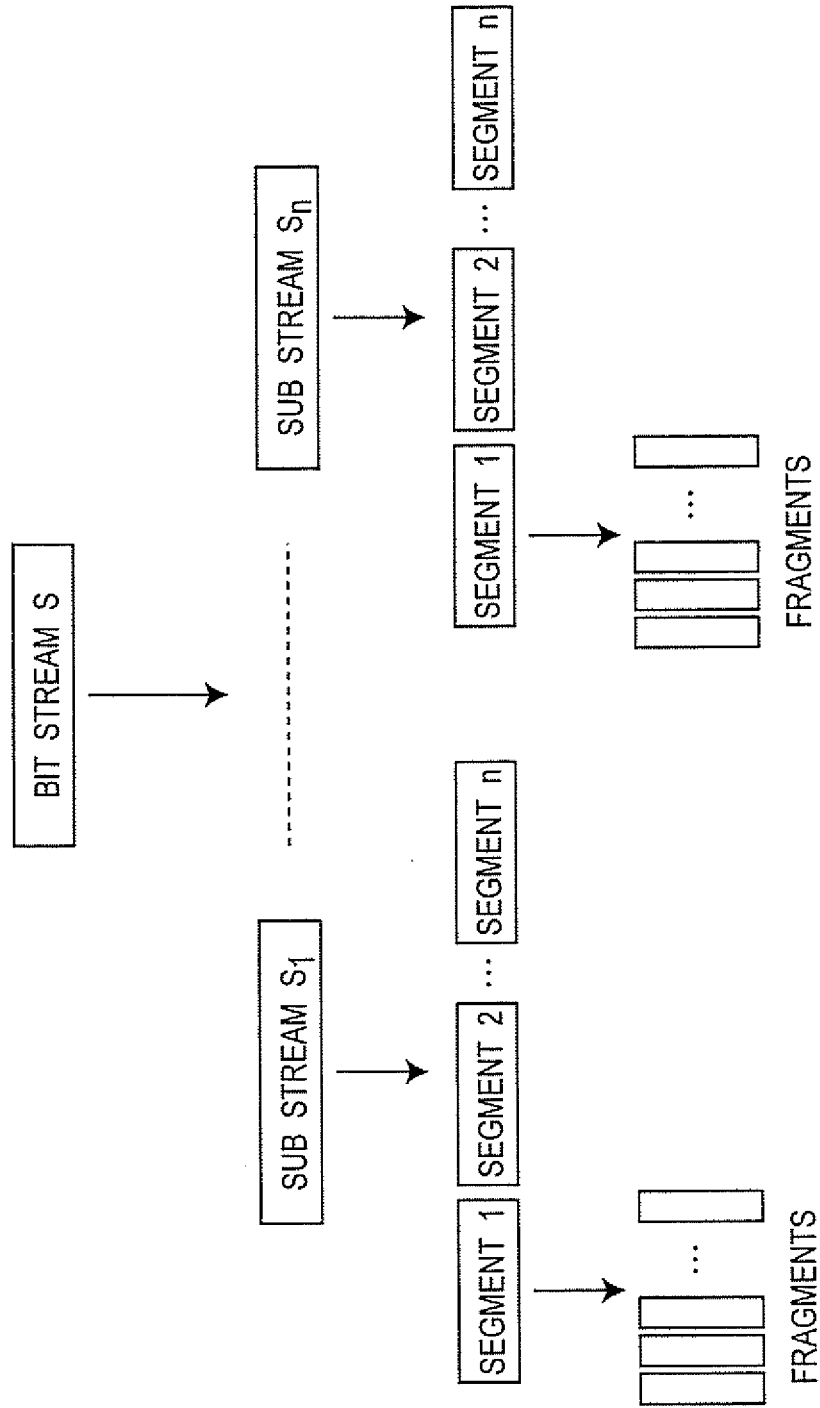 BIT STREAM S
SUB STREAM S1
SUB STREAM Sn
SEGMENT 1
SEGMENT 2
...
SEGMENT n
SEGMENT 1
SEGMENT 2
...
SEGMENT n
...
FRAGMENTS
...
FRAGMENTS